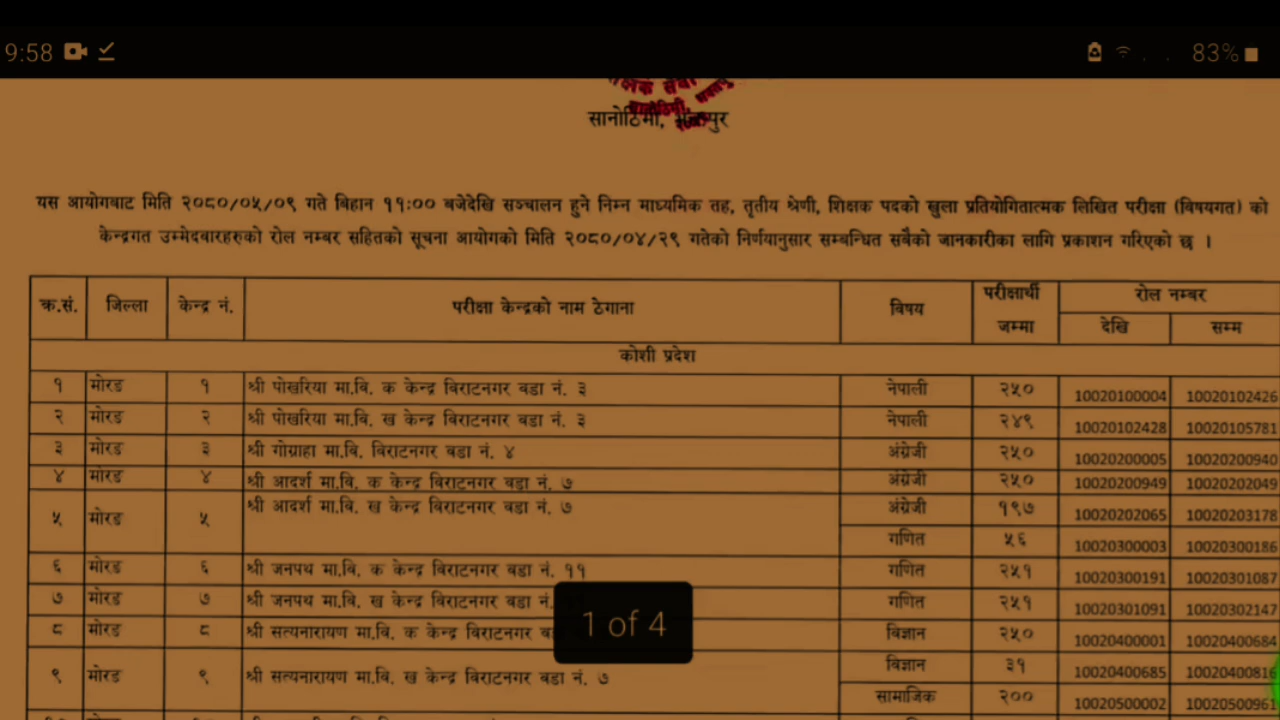 9:58 83%
सानोठिमी, भक्तपुर
यस आयोगबाट मिति २०८०/०५/०९ गते बिहान ११:०० बजेदेखि सञ्चालन हुने निम्न माध्यमिक तह, तृतीय श्रेणी, शिक्षक पदको खुला प्रतियोगितात्मक लिखित परीक्षा (विषयगत) को
केन्द्रगत उम्मेदवारहरुको रोल नम्बर सहितको सूचना आयोगको मिति २०८०/०४/२९ गतेको निर्णयानुसार सम्बन्धित सबैको जानकारीका लागि प्रकाशन गरिएको छ ।
क्र.सं. जिल्ला केन्द्र नं. परीक्षा केन्द्रको नाम ठेगाना विषय परीक्षार्थी जम्मा रोल नम्बर
देखि सम्म
कोशी प्रदेश
१ मोरङ १ श्री पोखरिया मा.वि. क केन्द्र विराटनगर वडा नं. ३ नेपाली २५० 10020100004 10020102426
२ मोरङ २ श्री पोखरिया मा.वि. ख केन्द्र विराटनगर वडा नं. ३ नेपाली २४९ 10020102428 10020105781
३ मोरङ ३ श्री गोग्राहा मा.वि. विराटनगर वडा नं. ४ अंग्रेजी २५० 10020200005 10020200940
४ मोरङ ४ श्री आदर्श मा.वि. क केन्द्र विराटनगर वडा नं. ७ अंग्रेजी २५० 10020200949 10020202049
५ मोरङ ५ श्री आदर्श मा.वि. ख केन्द्र विराटनगर वडा नं. ७ अंग्रेजी १९७ 10020202065 10020203178
गणित ५६ 10020300003 10020300186
६ मोरङ ६ श्री जनपथ मा.वि. क केन्द्र विराटनगर वडा नं. ११ गणित २५१ 10020300191 10020301087
७ मोरङ ७ श्री जनपथ मा.वि. ख केन्द्र विराटनगर वडा नं. गणित २५१ 10020301091 10020302147
1 of 4
८ मोरङ ८ श्री सत्यनारायण मा.वि. क केन्द्र विराटनगर विज्ञान २५० 10020400001 10020400684
९ मोरङ ९ श्री सत्यनारायण मा.वि. ख केन्द्र विराटनगर वडा नं. ७ विज्ञान ३१ 10020400685 10020400816
सामाजिक २०० 10020500002 10020500961